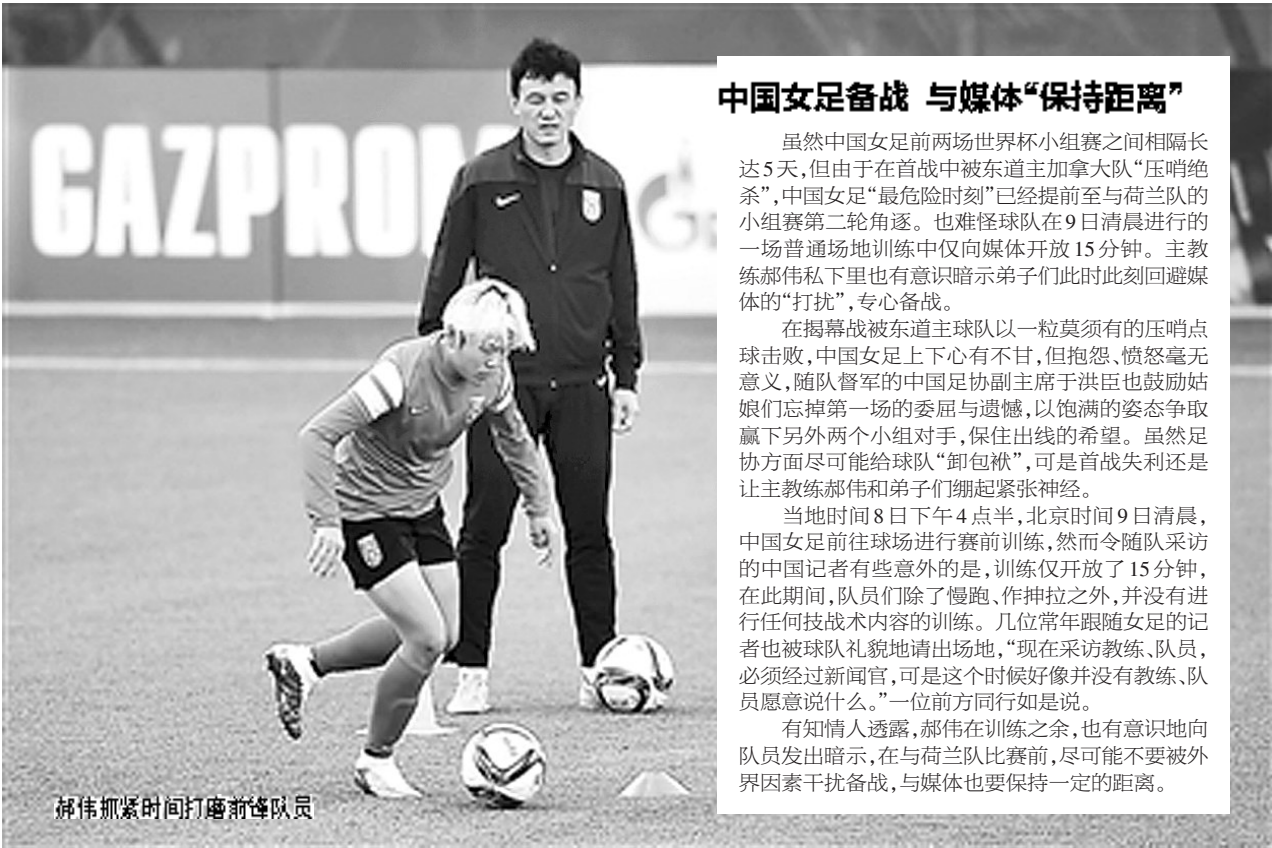 GAZPROM
中国女足备战 与媒体“保持距离”
虽然中国女足前两场世界杯小组赛之间相隔长
达5天，但由于在首战中被东道主加拿大队“压哨绝
杀”，中国女足“最危险时刻”已经提前至与荷兰队的
小组赛第二轮角逐。也难怪球队在9日清晨进行的
一场普通场地训练中仅向媒体开放15分钟。主教
练郝伟私下里也有意识暗示弟子们此时此刻回避媒
体的“打扰”，专心备战。
在揭幕战被东道主球队以一粒莫须有的压哨点
球击败，中国女足上下心有不甘，但抱怨、愤怒毫无
意义，随队督军的中国足协副主席于洪臣也鼓励姑
娘们忘掉第一场的委屈与遗憾，以饱满的姿态争取
赢下另外两个小组对手，保住出线的希望。虽然足
协方面尽可能给球队“卸包袱”，可是首战失利还是
让主教练郝伟和弟子们绷起紧张神经。
当地时间8日下午4点半，北京时间9日清晨，
中国女足前往球场进行赛前训练，然而令随队采访
的中国记者有些意外的是，训练仅开放了15分钟，
在此期间，队员们除了慢跑、作抻拉之外，并没有进
行任何技战术内容的训练。几位常年跟随女足的记
者也被球队礼貌地请出场地，“现在采访教练、队员，
必须经过新闻官，可是这个时候好像并没有教练、队
员愿意说什么。”一位前方同行如是说。
有知情人透露，郝伟在训练之余，也有意识地向
队员发出暗示，在与荷兰队比赛前，尽可能不要被外
界因素干扰备战，与媒体也要保持一定的距离。
郝伟抓紧时间打磨前锋队员